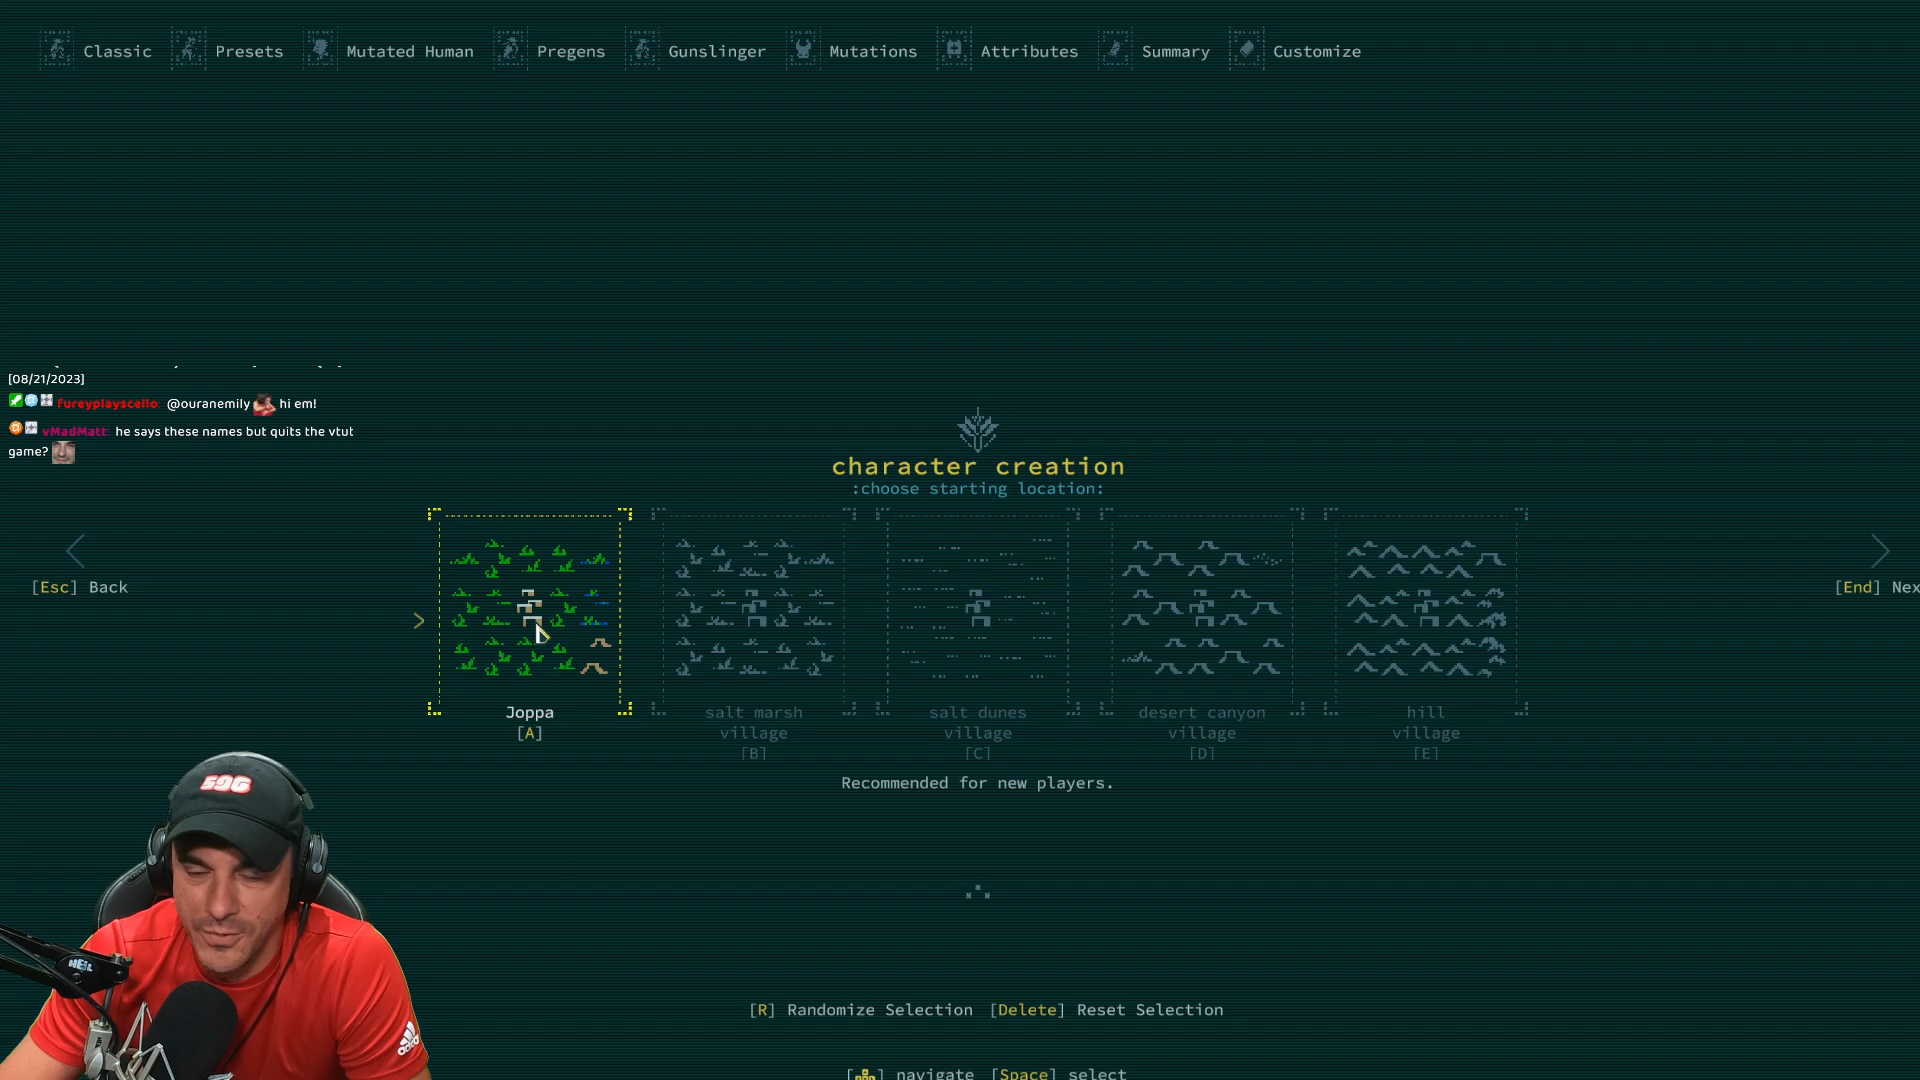 Classic Presets Mutated Human Pregens Gunslinger Mutations Attributes Summary Customize
[08/21/2023]
fureyplayscello: @ouranemily hi em!
vMadMatt: he says these names but quits the vtut
game?
character creation
:choose starting location:
[Esc] Back
[End] Nex
>
Joppa
[A]
salt marsh
village
[B]
salt dunes
village
[C]
desert canyon
village
[D]
hill
village
[E]
Recommended for new players.
59G
HEIL
adidas
[R] Randomize Selection [Delete] Reset Selection
navigate [Space] select